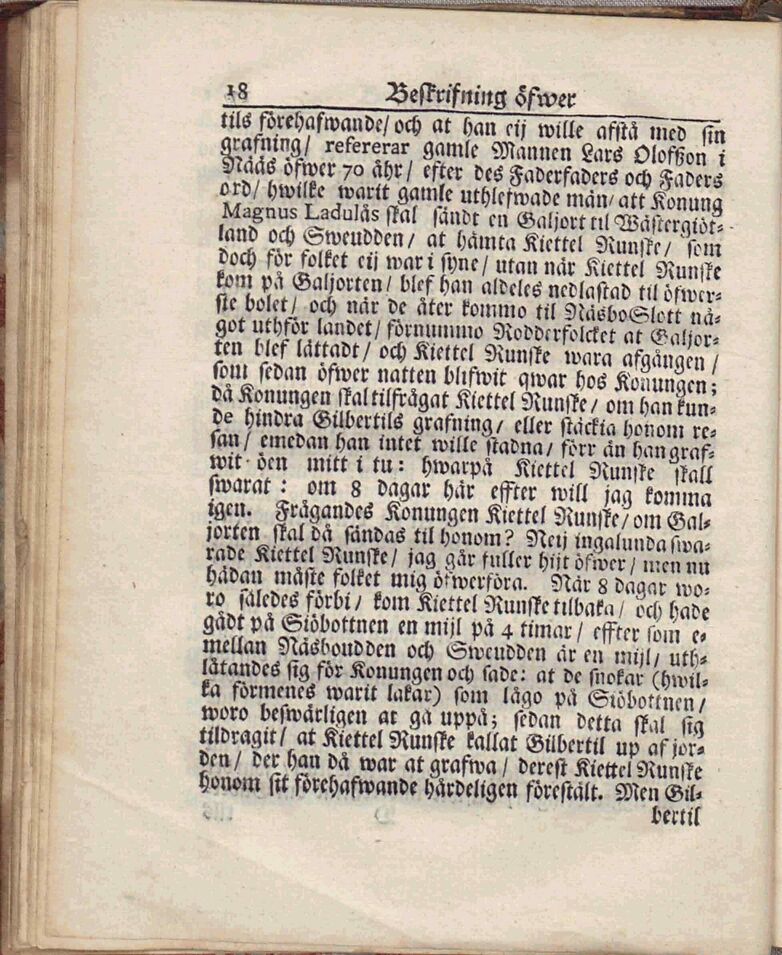 18 Beskrifning öfwer
tils förehafwande/ och at han eij wille afstå med sin
grafning/ refererar gamle Mannen Lars Olofßon i
Nääs öfwer 70 åhr/ efter des Faderfaders och Faders
ord/ hwilke warit gamle uthlefwade män/ att Konung
Magnus Ladulås skal sändt en Galjort til Wästergiöt-
land och Sweudden/ at hämta Kiettel Runske/ som
doch för folket eij war i syne/ utan när Kiettel Runske
kom på Galjorten/ blef han aldeles nedlastad til öfwer-
ste bolet/ och när de åter kommo til NäsboSlott nå-
got uthför landet/ förnummo Rodderfolcket at Galjor-
ten blef lättadt/ och Kiettel Runske wara afgången/
som sedan öfwer natten blifwit qwar hos Konungen;
då Konungen skal tilfrågat Kiettel Runske/ om han kun-
de hindra Gilbertils grafning/ eller stäckia honom re-
san/ emedan han intet wille stadna/ förr än han graf-
wit öen mitt i tu: hwarpå Kiettel Runske skall
swarat: om 8 dagar här effter will jag komma
igen. Frågandes Konungen Kiettel Runske/ om Gal-
jorten skal då sändas til honom? Neij ingalunda swa-
rade Kiettel Runske/ jag går fuller hijt öfwer/ men nu
hädan måste folket mig öfwerföra. När 8 dagar wo-
ro således förbi/ kom Kiettel Runske tilbaka/ och hade
gådt på Siöbottnen en mijl på 4 timar/ effter som e-
mellan Näsboudden och Sweudden är en mijl/ uth-
låtandes sig för Konungen och sade: at de snokar (hwil-
ka förmenes warit lakar) som lågo på Siöbottnen/
woro beswärligen at gå uppå; sedan detta skal sig
tildragit/ at Kiettel Runske kallat Gilbertil up af jor-
den/ der han då war at grafwa/ derest Kiettel Runske
honom sit förehafwande hårdeligen förestält. Men Gil-
bertil